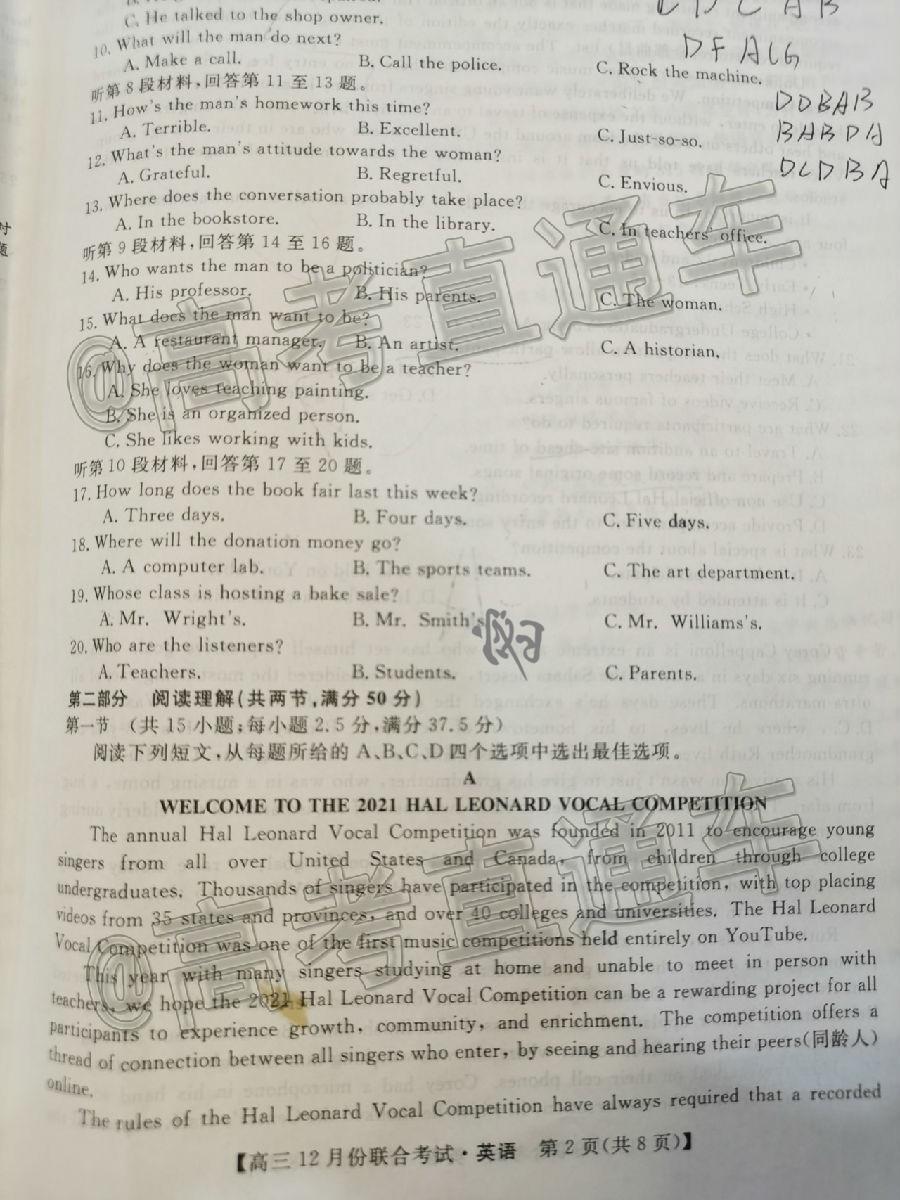 C. He talked to the shop owner.
10. What will the man do next?
A. Make a call. B. Call the police. C. Rock the machine.
听第8段材料,回答第11至13题。
11. How's the man's homework this time?
A. Terrible. B. Excellent. C. Just-so-so.
12. What's the man's attitude towards the woman?
A. Grateful. B. Regretful. C. Envious.
13. Where does the conversation probably take place?
A. In the bookstore. B. In the library. C. In teachers' office.
听第9段材料,回答第14至16题。
14. Who wants the man to be a politician?
A. His professor. B. His parents. C. The woman.
15. What does the man want to be?
A. A restaurant manager. B. An artist. C. A historian.
16. Why does the woman want to be a teacher?
A. She loves teaching painting.
B. She is an organized person.
C. She likes working with kids.
听第10段材料,回答第17至20题。
17. How long does the book fair last this week?
A. Three days. B. Four days. C. Five days.
18. Where will the donation money go?
A. A computer lab. B. The sports teams. C. The art department.
19. Whose class is hosting a bake sale?
A. Mr. Wright's. B. Mr. Smith's. C. Mr. Williams's.
20. Who are the listeners?
A. Teachers. B. Students. C. Parents.
第二部分 阅读理解(共两节,满分50分)
第一节 (共15小题;每小题2.5分,满分37.5分)
阅读下列短文,从每题所给的A、B、C、D四个选项中选出最佳选项。
A
WELCOME TO THE 2021 HAL LEONARD VOCAL COMPETITION
The annual Hal Leonard Vocal Competition was founded in 2011 to encourage young
singers from all over United States and Canada, from children through college
undergraduates. Thousands of singers have participated in the competition, with top placing
videos from 35 states and provinces, and over 40 colleges and universities. The Hal Leonard
Vocal Competition was one of the first music competitions held entirely on YouTube.
This year with many singers studying at home and unable to meet in person with
teachers, we hope the 2021 Hal Leonard Vocal Competition can be a rewarding project for all
participants to experience growth, community, and enrichment. The competition offers a
thread of connection between all singers who enter, by seeing and hearing their peers(同龄人)
online.
The rules of the Hal Leonard Vocal Competition have always required that a recorded
【高三12月份联合考试·英语 第2页(共8页)】
D F A C G
D D B A B
B A B D A
D C D B A
对
题
@高考直通车
@高考直通车